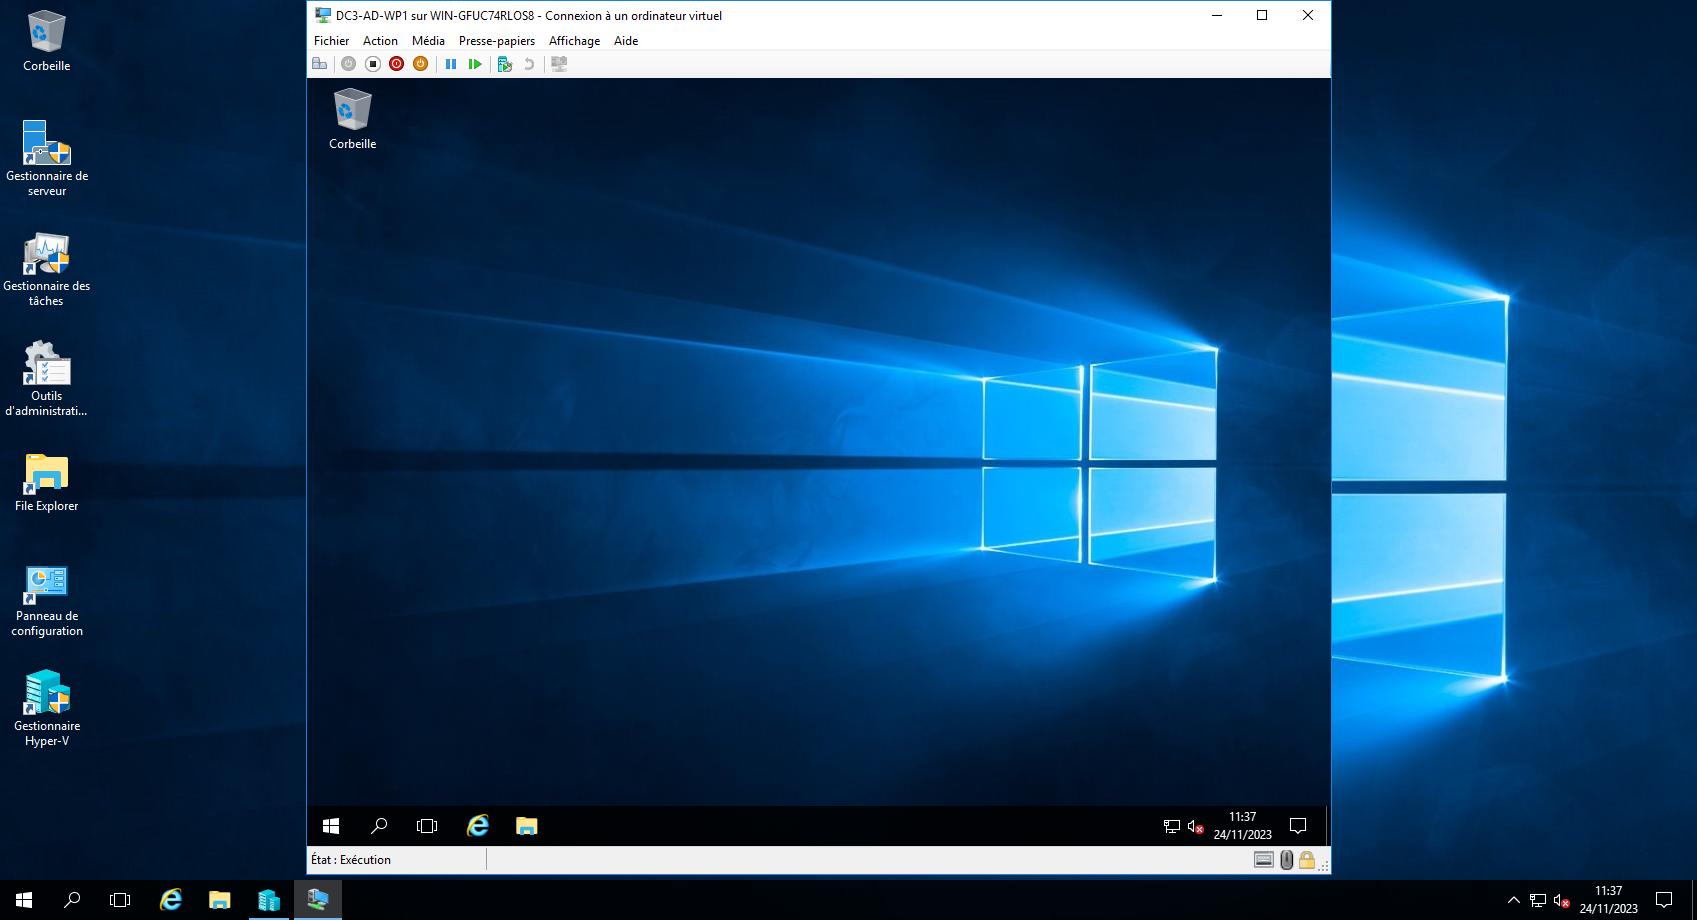 Corbeille
Gestionnaire de
serveur
Gestionnaire des
tâches
Outils
d'administrati...
File Explorer
Panneau de
configuration
Gestionnaire
Hyper-V
DC3-AD-WP1 sur WIN-GFUC74RLOS8 - Connexion à un ordinateur virtuel
Fichier Action Média Presse-papiers Affichage Aide
Corbeille
11:37
24/11/2023
État : Exécution
11:37
24/11/2023